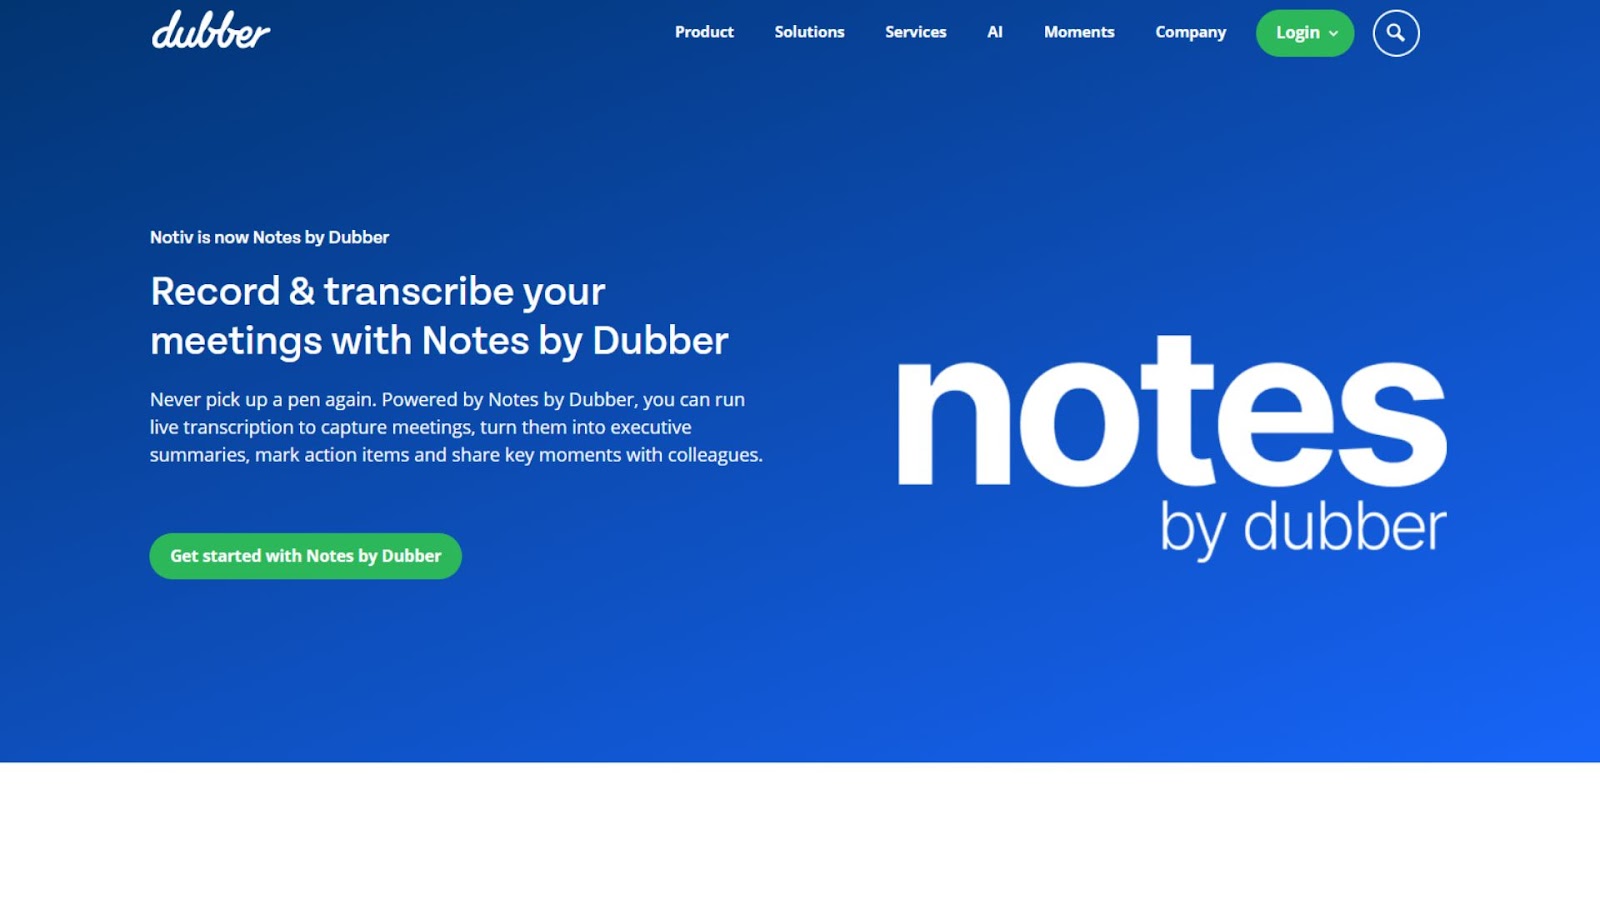 dubber
Product Solutions Services AI Moments Company Login
Notiv is now Notes by Dubber
Record & transcribe your
meetings with Notes by Dubber
Never pick up a pen again. Powered by Notes by Dubber, you can run
live transcription to capture meetings, turn them into executive
summaries, mark action items and share key moments with colleagues.
Get started with Notes by Dubber
notes
by dubber